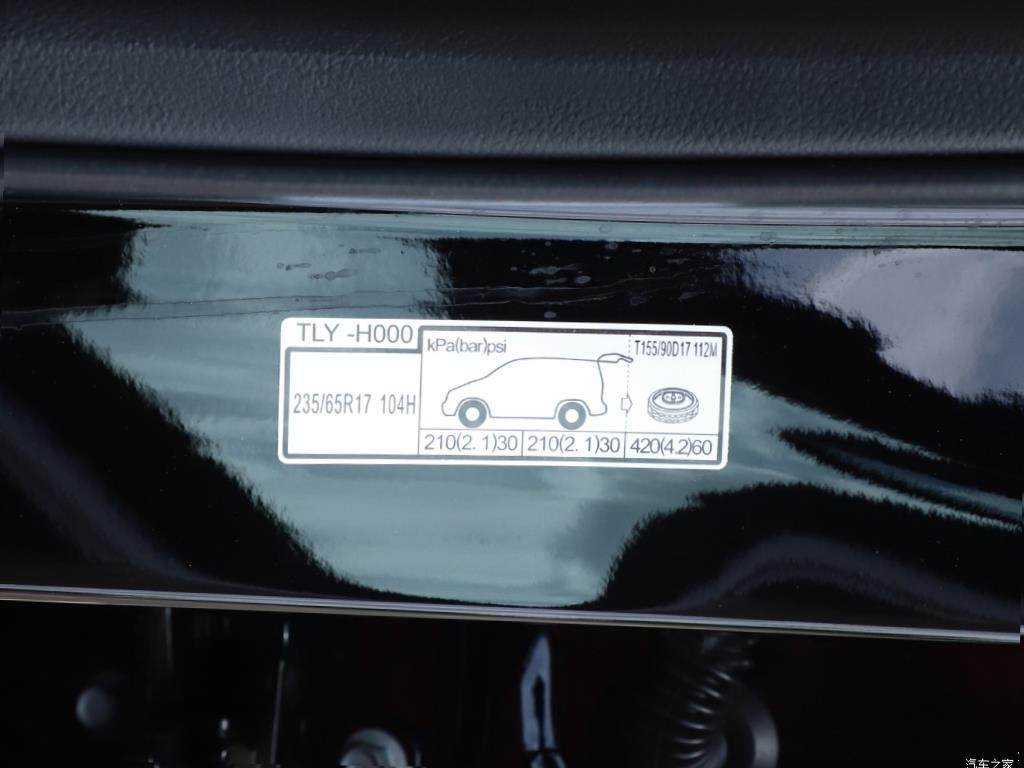 TLY -H000
kPa(bar)psi
T155/90D17 112M
235/65R17 104H
210(2. 1)30
210(2. 1)30
420(4.2)60
汽车之家